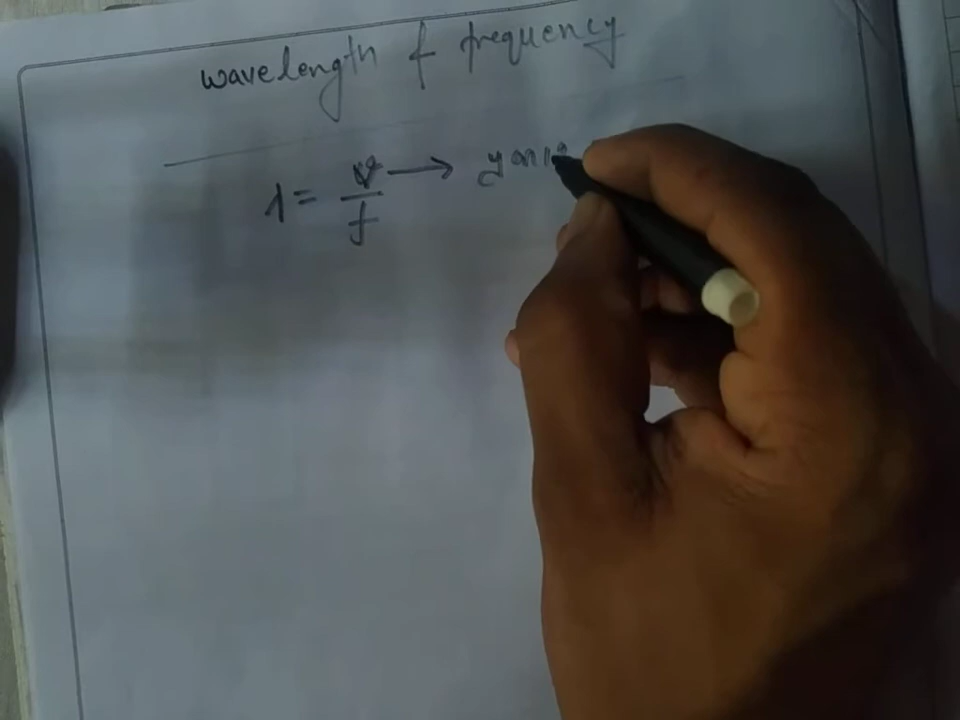 wavelength & frequency
λ = v/f →